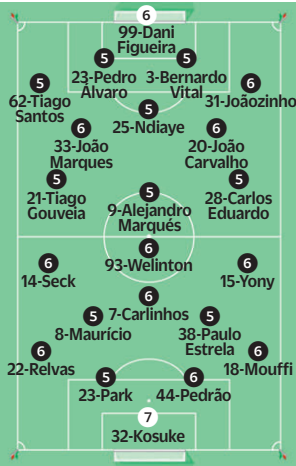 6
99-Dani
Figueira
5
23-Pedro
Álvaro
5
3-Bernardo
Vital
5
62-Tiago
Santos
5
31-Joãozinho
5
25-Ndiaye
6
33-João
Marques
6
20-João
Carvalho
5
21-Tiago
Gouveia
5
28-Carlos
Eduardo
5
9-Alejandro
Marqués
6
93-Welinton
6
14-Seck
6
15-Yony
6
7-Carlinhos
5
8-Maurício
5
38-Paulo
Estrela
6
22-Relvas
6
18-Mouffi
5
23-Park
6
44-Pedrão
7
32-Kosuke